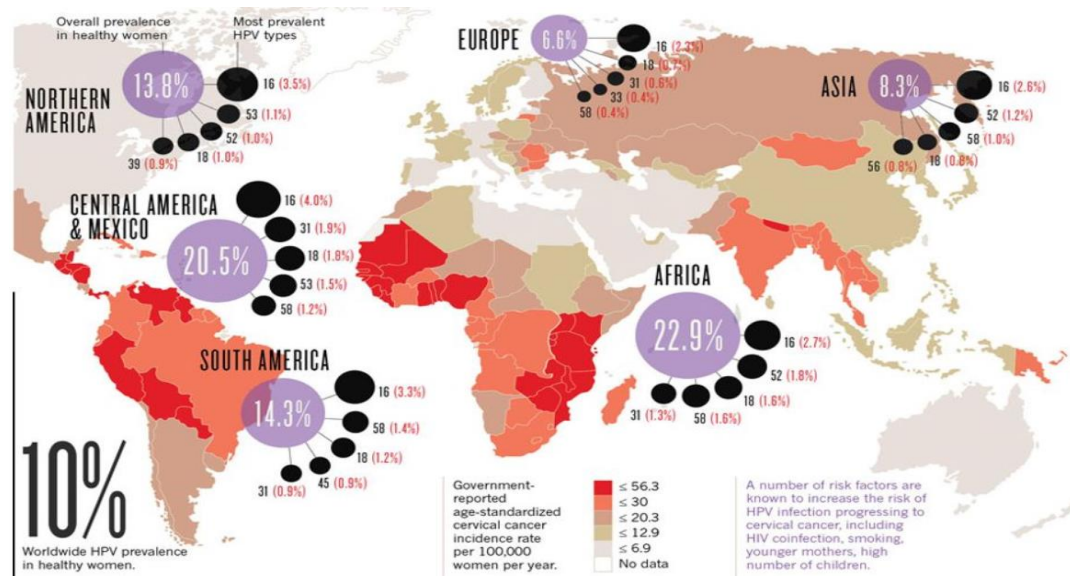 Overall prevalence
in healthy women
Most prevalent
HPV types
NORTHERN
AMERICA
13.8%
16 (3.5%)
53 (1.1%)
52 (1.0%)
18 (1.0%)
39 (0.9%)
EUROPE
6.6%
16 (2.3%)
18 (0.7%)
31 (0.6%)
33 (0.4%)
58 (0.4%)
ASIA
8.3%
16 (2.6%)
52 (1.2%)
58 (1.0%)
18 (0.8%)
56 (0.8%)
CENTRAL AMERICA
& MEXICO
20.5%
16 (4.0%)
31 (1.9%)
18 (1.8%)
53 (1.5%)
58 (1.2%)
AFRICA
22.9%
16 (2.7%)
52 (1.8%)
18 (1.6%)
58 (1.6%)
31 (1.3%)
SOUTH AMERICA
14.3%
16 (3.3%)
58 (1.4%)
18 (1.2%)
45 (0.9%)
31 (0.9%)
10%
Worldwide HPV prevalence
in healthy women.
Government-
reported
age-standardized
cervical cancer
incidence rate
per 100,000
women per year.
≤ 56.3
≤ 30
≤ 20.3
≤ 12.9
≤ 6.9
No data
A number of risk factors are
known to increase the risk of
HPV infection progressing to
cervical cancer, including
HIV coinfection, smoking,
younger mothers, high
number of children.